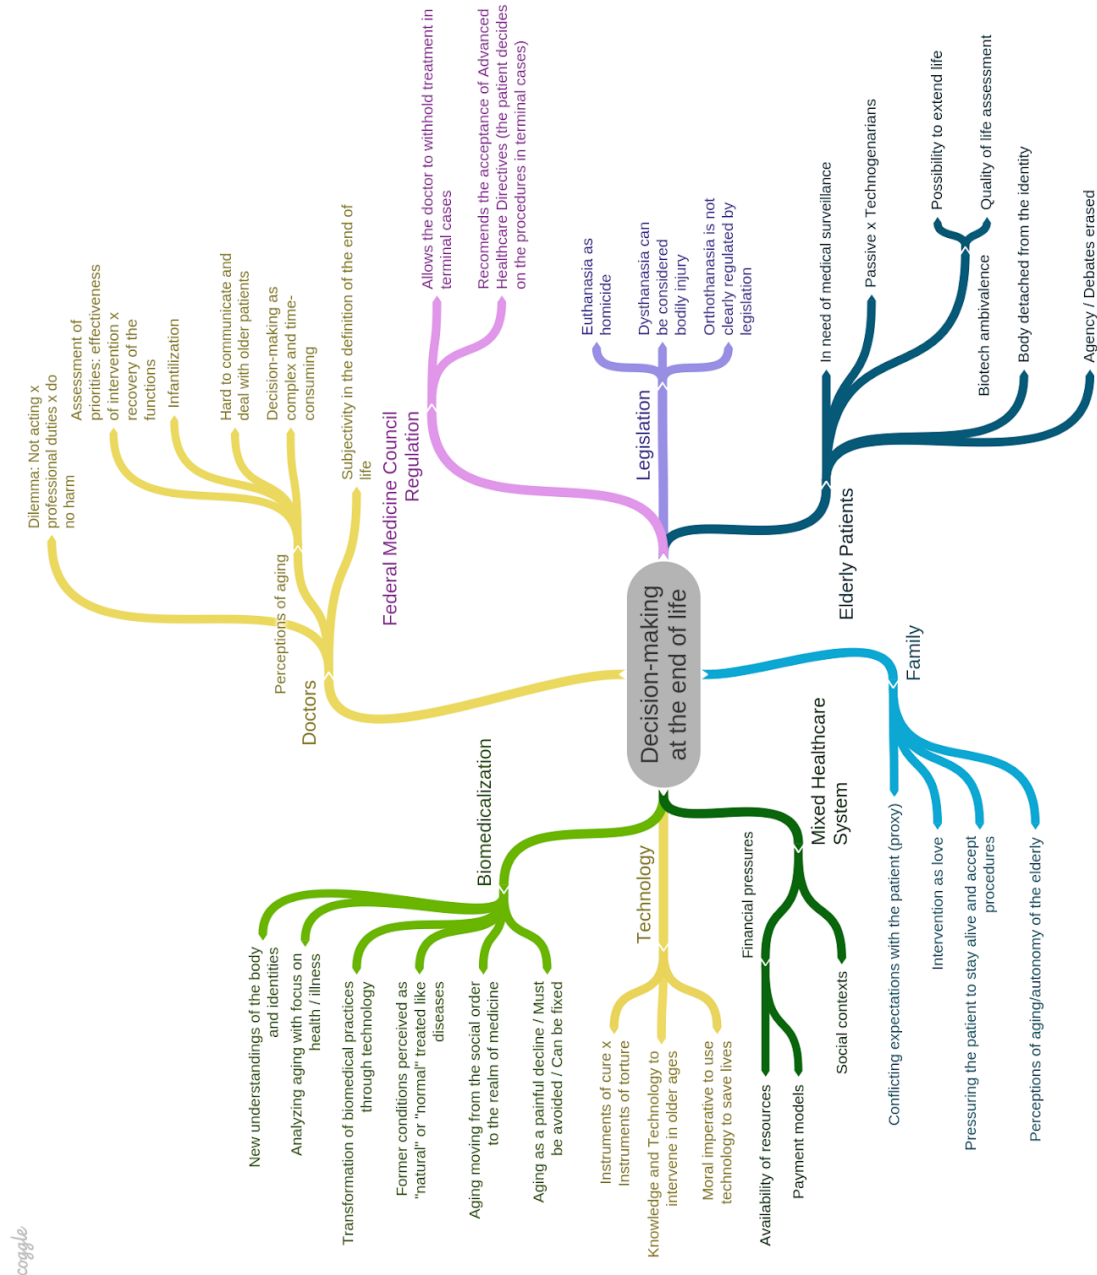 Decision-making
at the end of life
Doctors
Dilemma: Not acting x
professional duties x do
no harm
Perceptions of aging
Assessment of
priorities: effectiveness
of intervention x
recovery of the
functions
Infantilization
Hard to communicate and
deal with older patients
Decision-making as
complex and time-
consuming
Subjectivity in the definition of the end of
life
Federal Medicine Council
Regulation
Allows the doctor to withhold treatment in
terminal cases
Recomends the acceptance of Advanced
Healthcare Directives (the patient decides
on the procedures in terminal cases)
Legislation
Euthanasia as
homicide
Dysthanasia can
be considered
bodily injury
Orthothanasia is not
clearly regulated by
legislation
Elderly Patients
In need of medical surveillance
Passive x Technogenarians
Biotech ambivalence
Possibility to extend life
Quality of life assessment
Body detached from the identity
Agency / Debates erased
Biomedicalization
New understandings of the body
and identities
Analyzing aging with focus on
health / illness
Transformation of biomedical practices
through technology
Former conditions perceived as
"natural" or "normal" treated like
diseases
Aging moving from the social order
to the realm of medicine
Aging as a painful decline / Must
be avoided / Can be fixed
Technology
Instruments of cure x
Instruments of torture
Knowledge and Technology to
intervene in older ages
Moral imperative to use
technology to save lives
Mixed Healthcare
System
Financial pressures
Availability of resources
Payment models
Social contexts
Family
Conflicting expectations with the patient (proxy)
Intervention as love
Pressuring the patient to stay alive and accept
procedures
Perceptions of aging/autonomy of the elderly
coggle